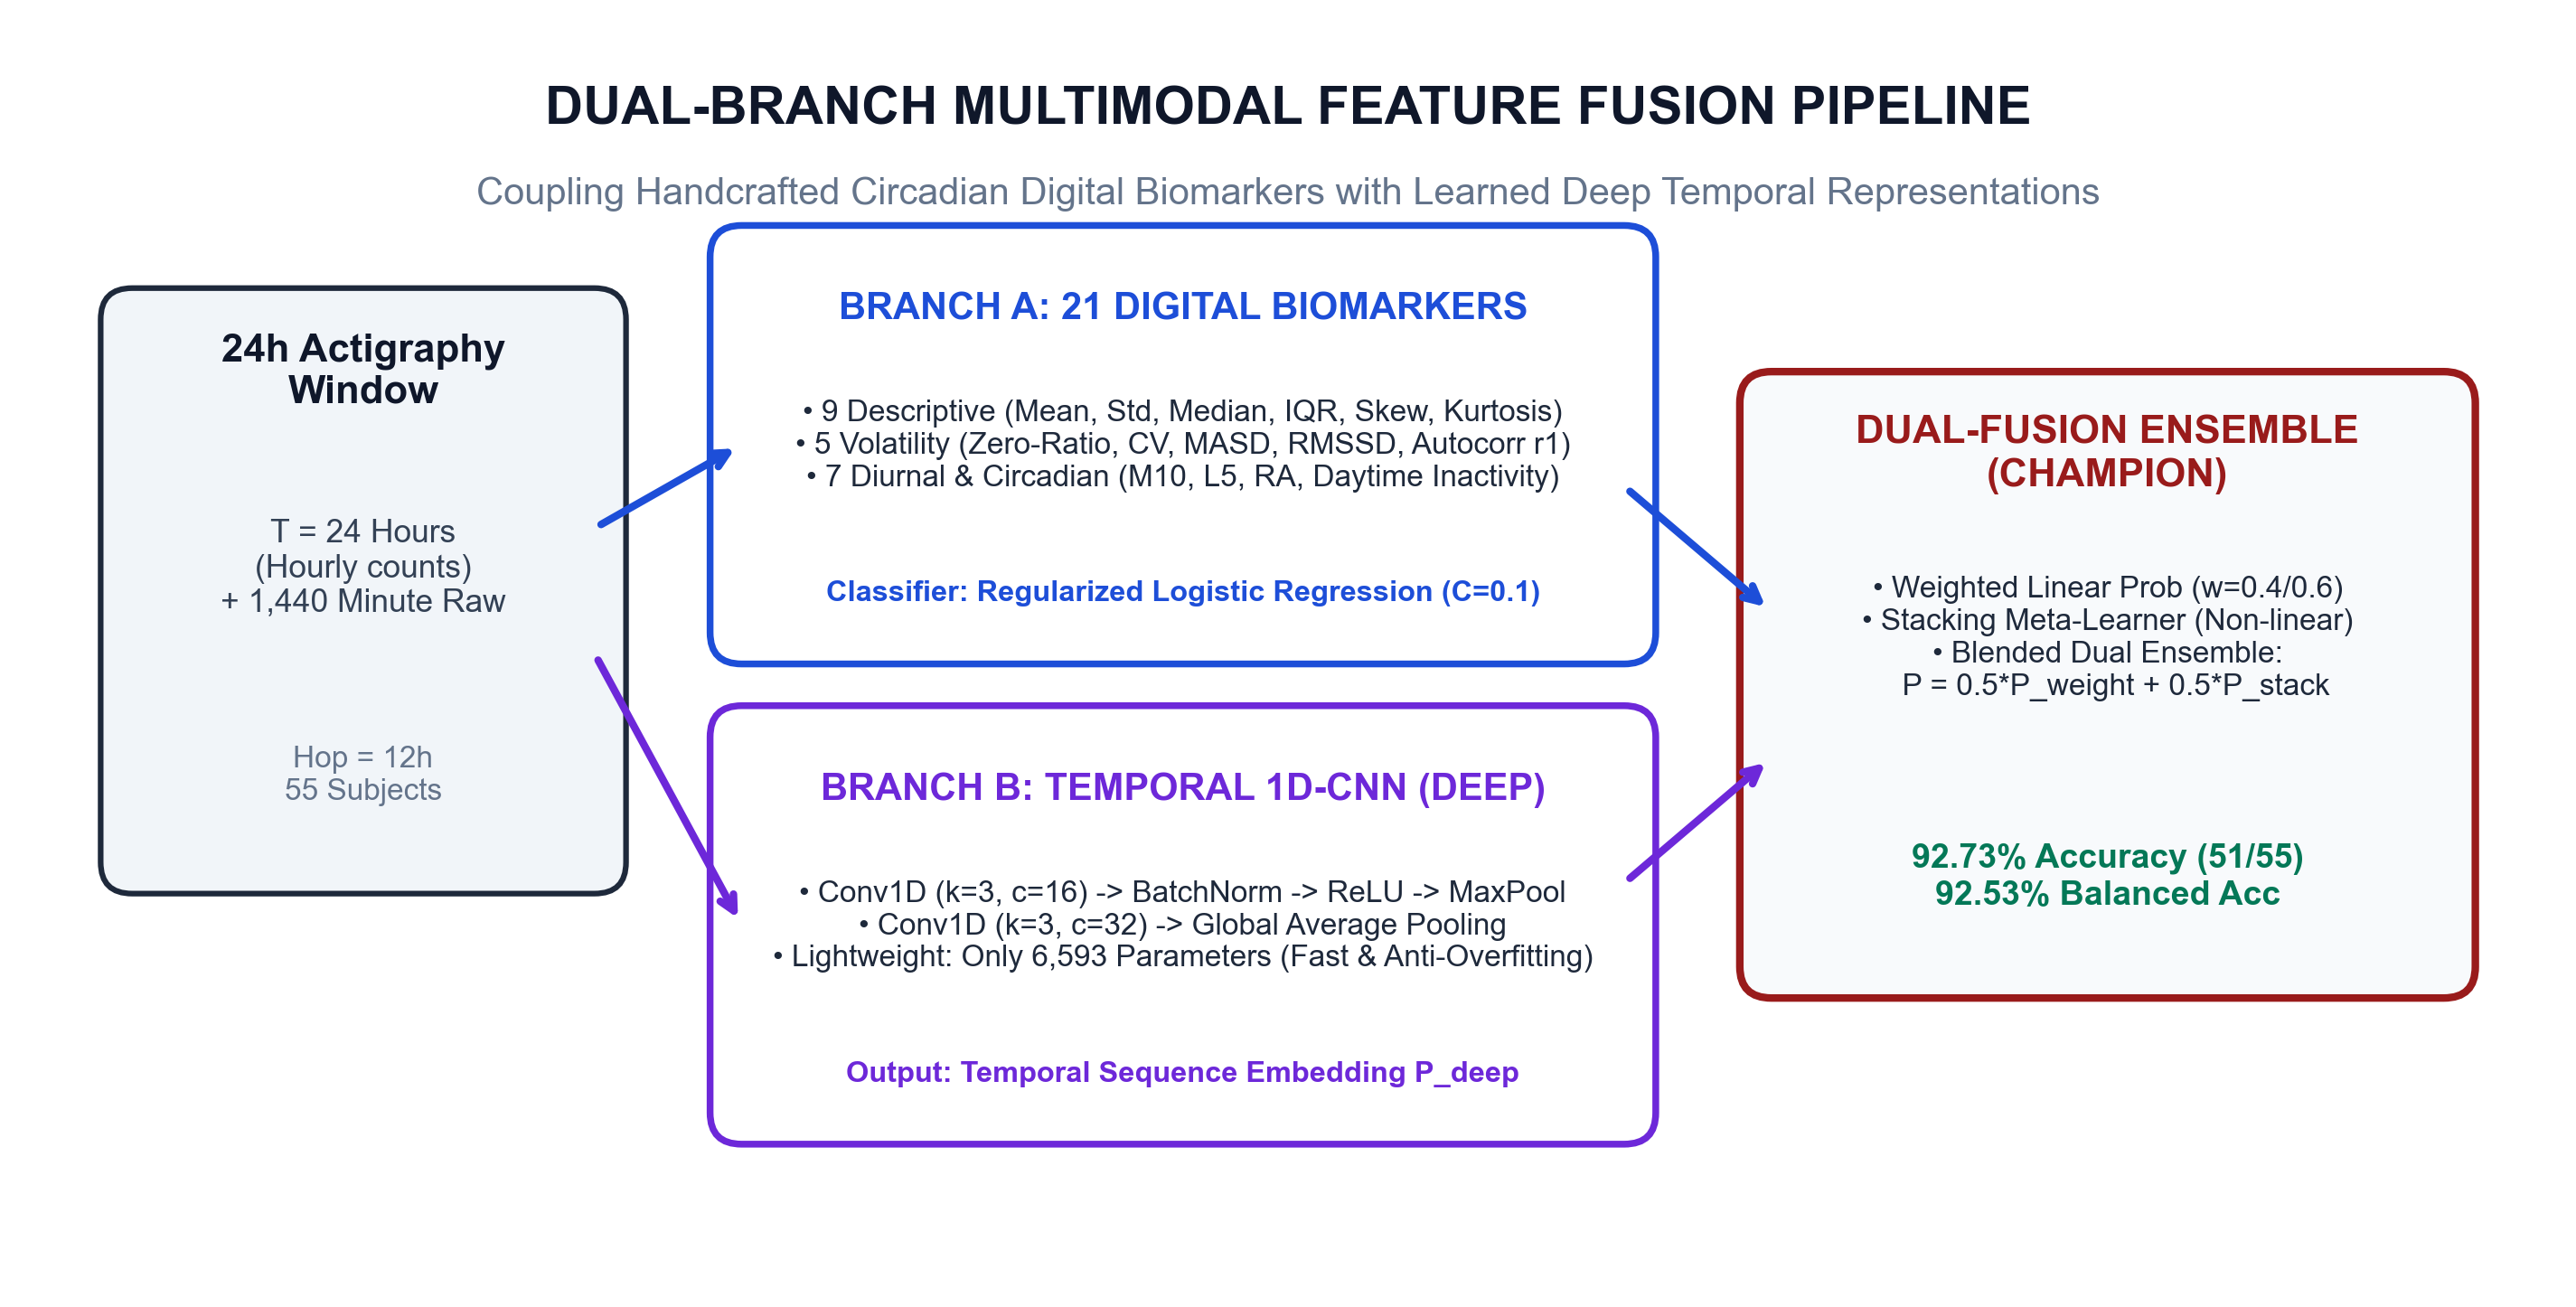 DUAL-BRANCH MULTIMODAL FEATURE FUSION PIPELINE
Coupling Handcrafted Circadian Digital Biomarkers with Learned Deep Temporal Representations
24h Actigraphy
Window
T = 24 Hours
(Hourly counts)
+ 1,440 Minute Raw
Hop = 12h
55 Subjects
BRANCH A: 21 DIGITAL BIOMARKERS
• 9 Descriptive (Mean, Std, Median, IQR, Skew, Kurtosis)
• 5 Volatility (Zero-Ratio, CV, MASD, RMSSD, Autocorr r1)
• 7 Diurnal & Circadian (M10, L5, RA, Daytime Inactivity)
Classifier: Regularized Logistic Regression (C=0.1)
BRANCH B: TEMPORAL 1D-CNN (DEEP)
• Conv1D (k=3, c=16) -> BatchNorm -> ReLU -> MaxPool
• Conv1D (k=3, c=32) -> Global Average Pooling
• Lightweight: Only 6,593 Parameters (Fast & Anti-Overfitting)
Output: Temporal Sequence Embedding P_deep
DUAL-FUSION ENSEMBLE
(CHAMPION)
• Weighted Linear Prob (w=0.4/0.6)
• Stacking Meta-Learner (Non-linear)
• Blended Dual Ensemble:
P = 0.5*P_weight + 0.5*P_stack
92.73% Accuracy (51/55)
92.53% Balanced Acc